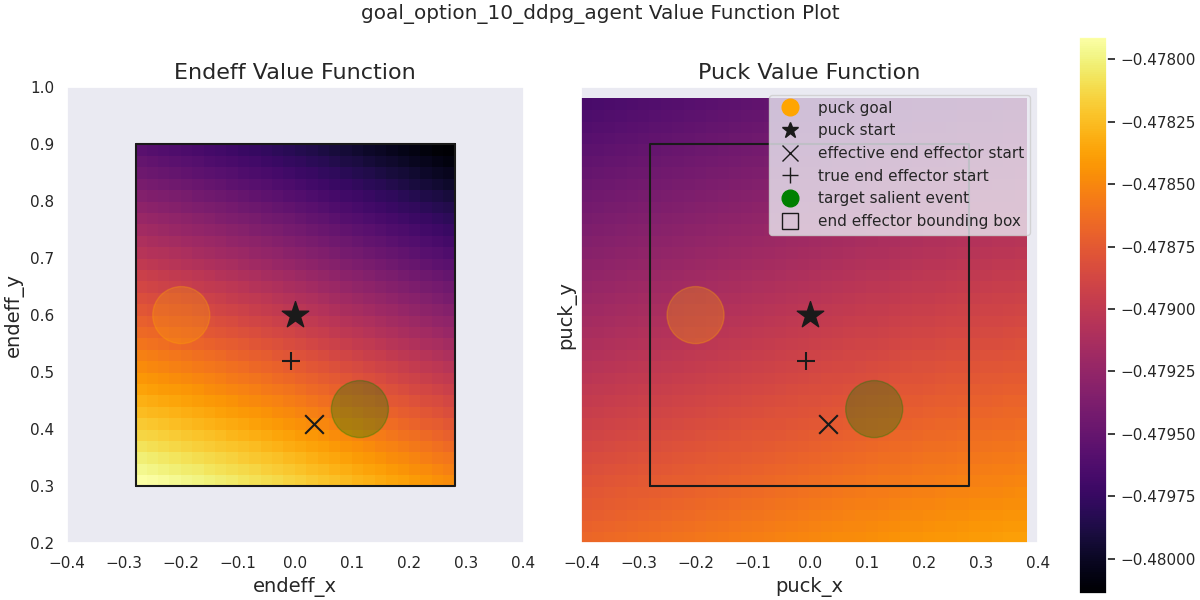 goal_option_10_ddpg_agent Value Function Plot
Endeff Value Function
1.0
0.9
0.8
0.7
0.6
0.5
0.4
0.3
0.2
endeff_y
−0.4 −0.3 −0.2 −0.1 0.0 0.1 0.2 0.3 0.4
endeff_x
Puck Value Function
puck goal
puck start
effective end effector start
true end effector start
target salient event
end effector bounding box
puck_y
−0.4 −0.3 −0.2 −0.1 0.0 0.1 0.2 0.3 0.4
puck_x
−0.47800
−0.47825
−0.47850
−0.47875
−0.47900
−0.47925
−0.47950
−0.47975
−0.48000